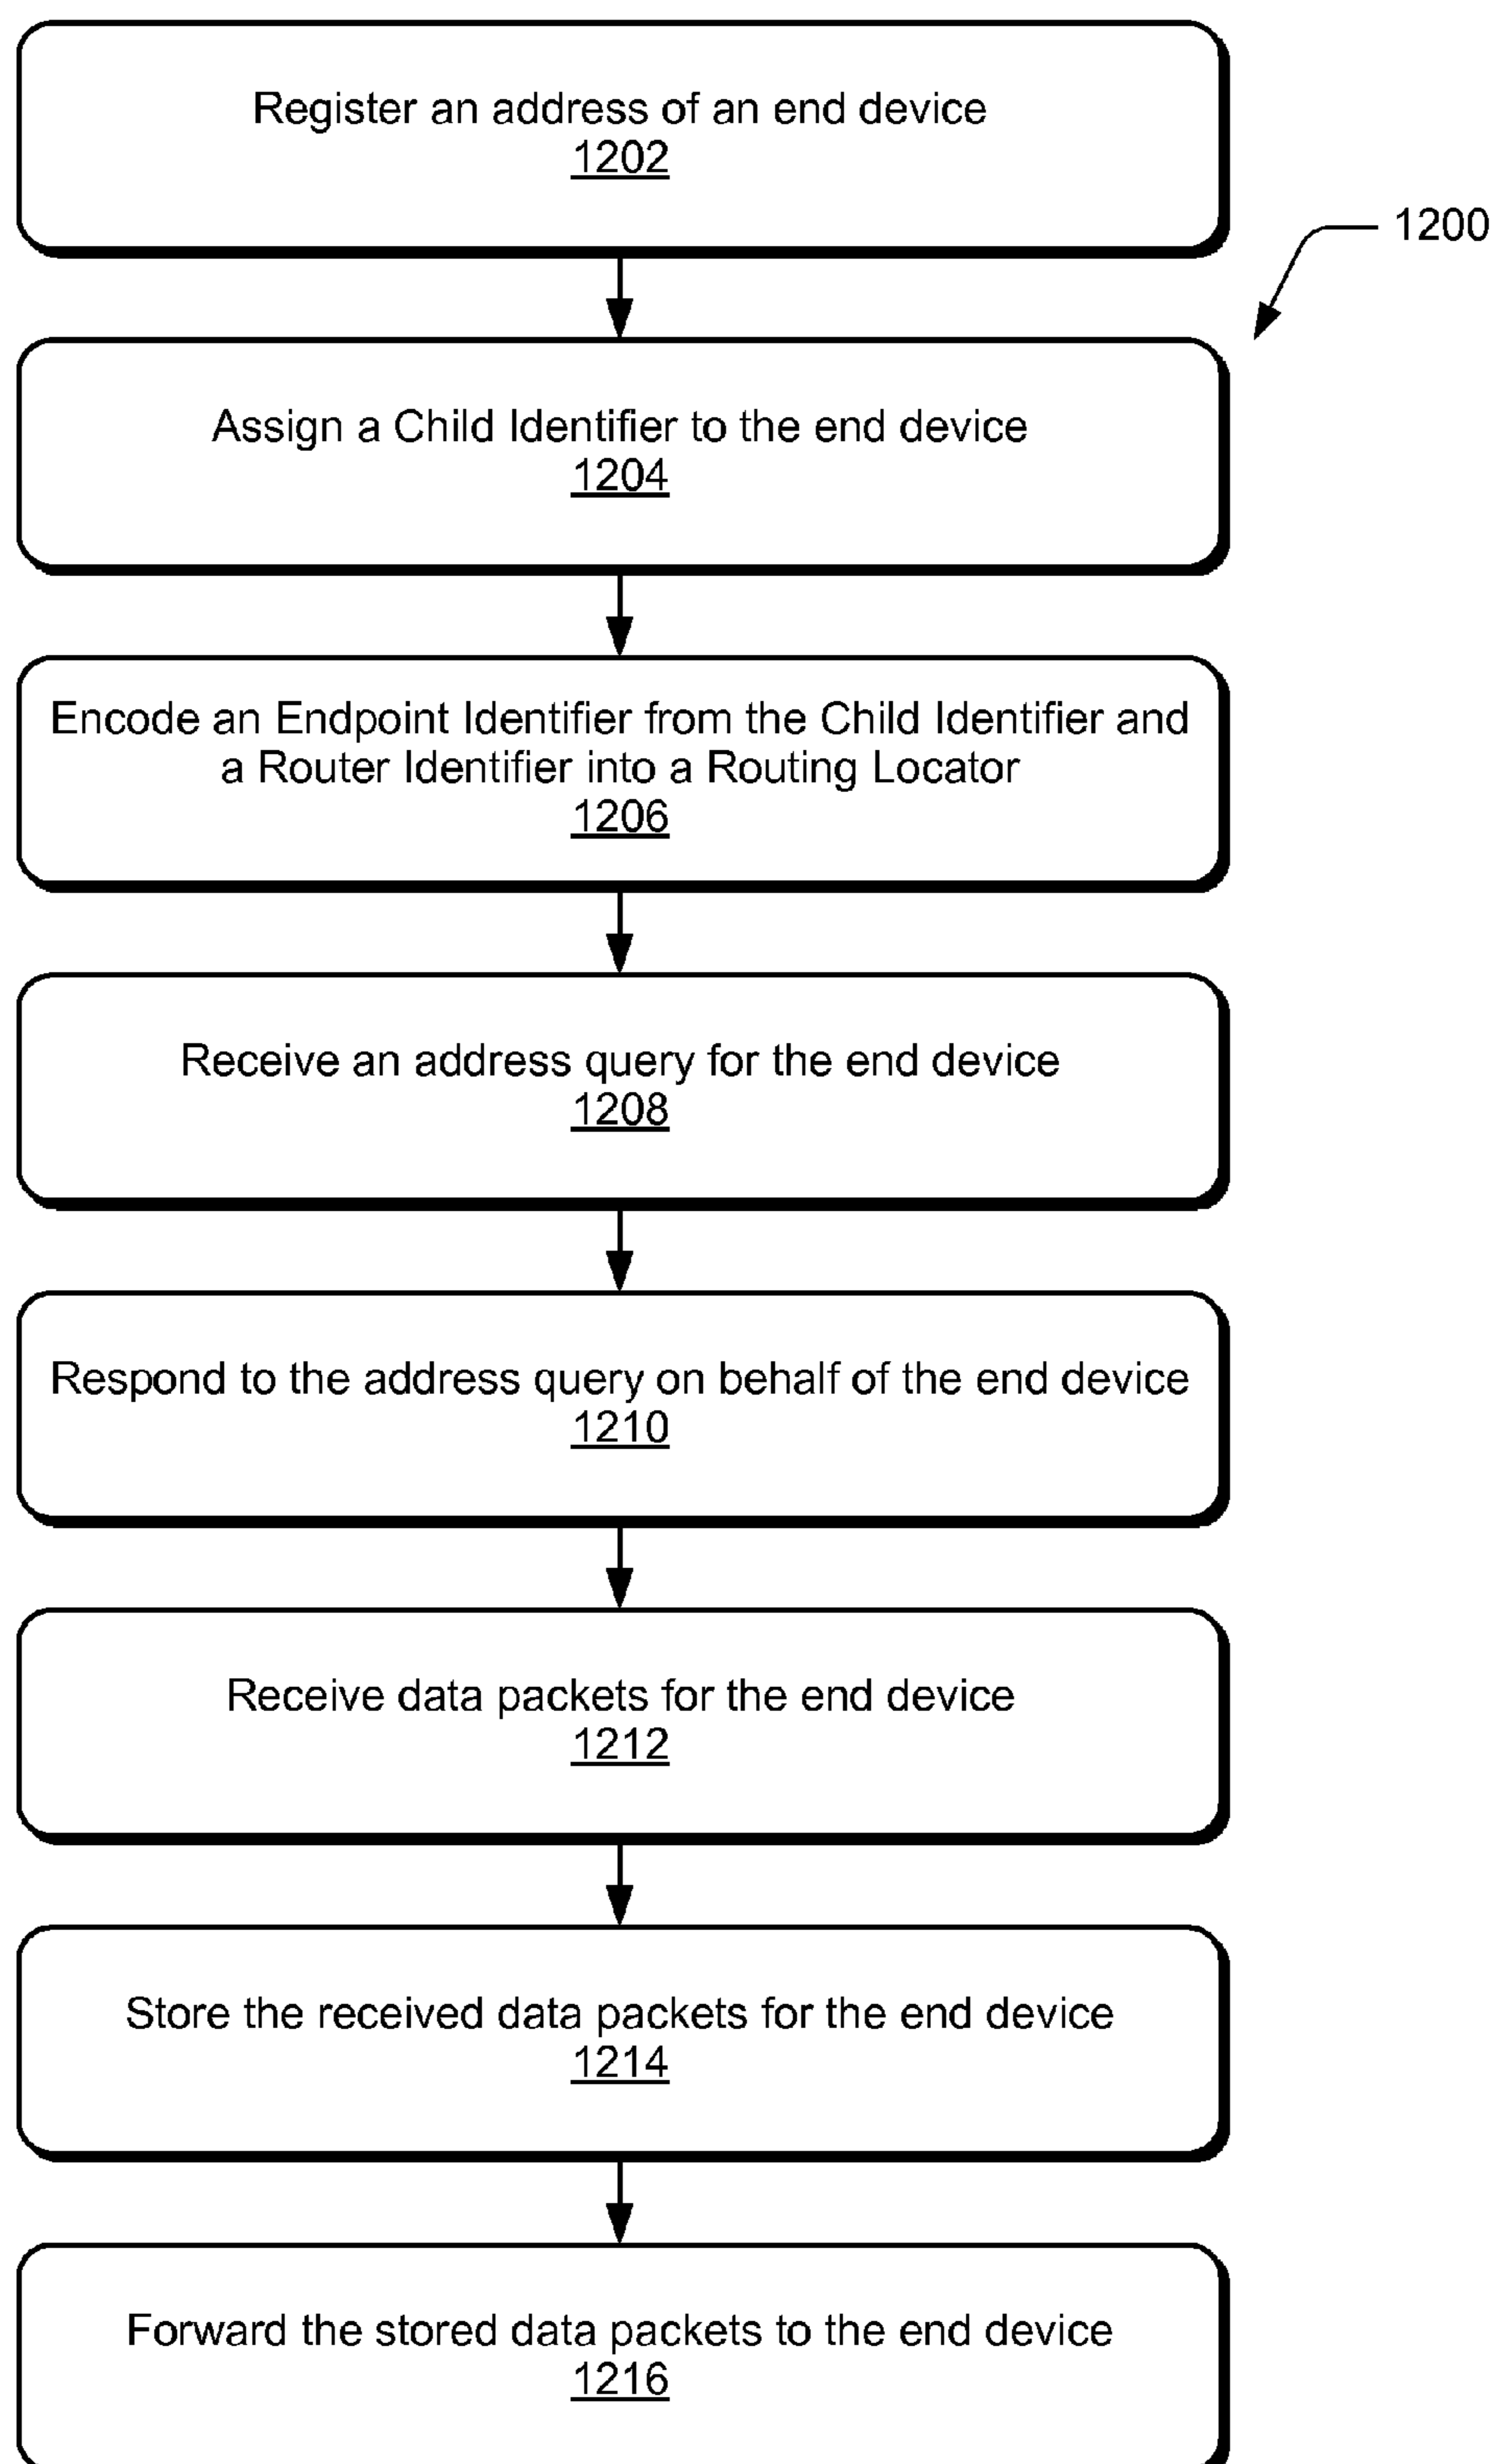 Register an address of an end device
1202
1200
Assign a Child Identifier to the end device
1204
Encode an Endpoint Identifier from the Child Identifier and
a Router Identifier into a Routing Locator
1206
Receive an address query for the end device
1208
Respond to the address query on behalf of the end device
1210
Receive data packets for the end device
1212
Store the received data packets for the end device
1214
Forward the stored data packets to the end device
1216